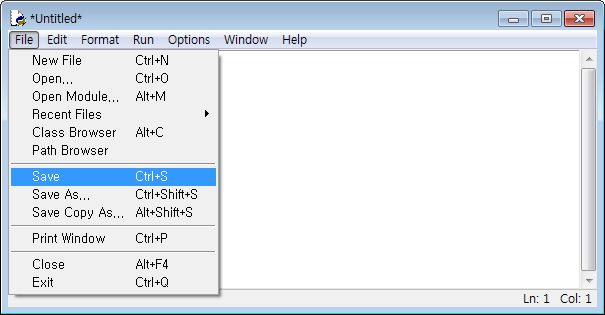 *Untitled*
File Edit Format Run Options Window Help
New File Ctrl+N
Open... Ctrl+O
Open Module... Alt+M
Recent Files
Class Browser Alt+C
Path Browser
Save Ctrl+S
Save As... Ctrl+Shift+S
Save Copy As... Alt+Shift+S
Print Window Ctrl+P
Close Alt+F4
Exit Ctrl+Q
Ln: 1 Col: 1